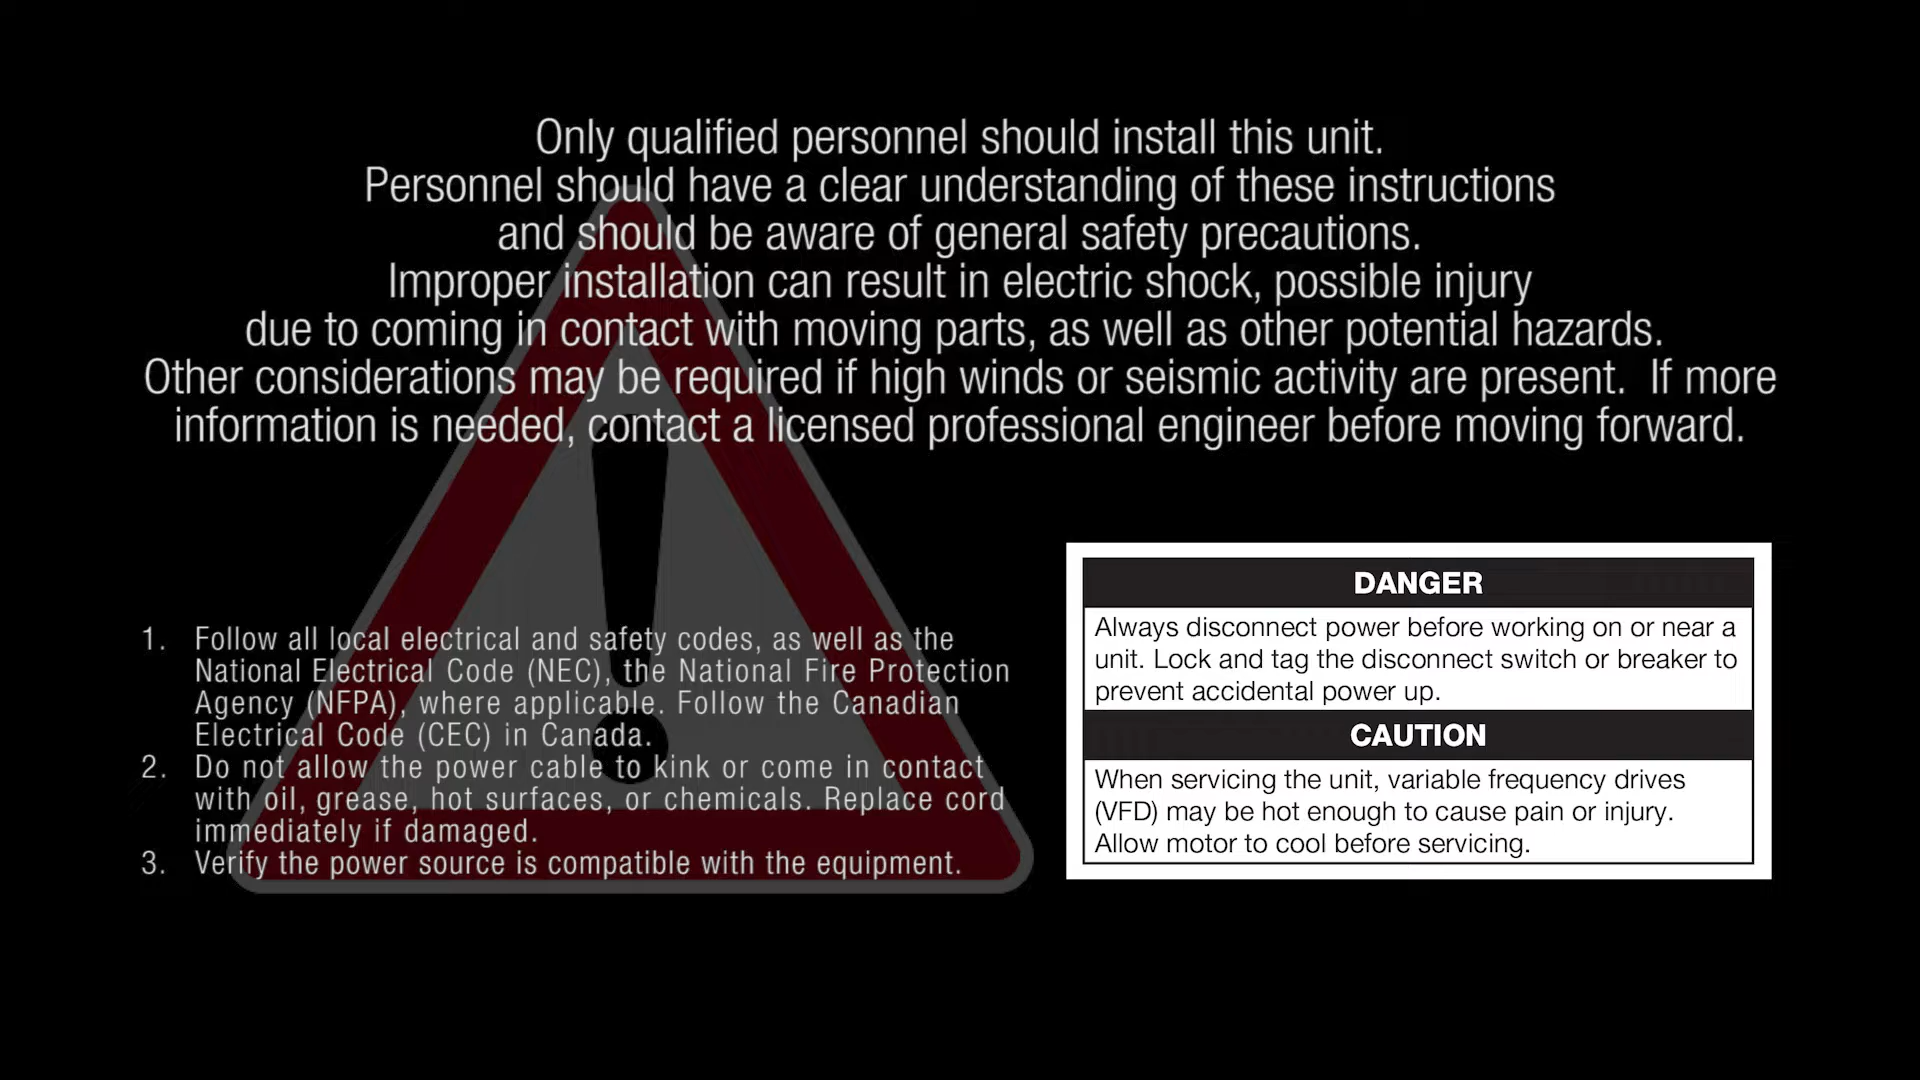 Only qualified personnel should install this unit.
Personnel should have a clear understanding of these instructions
and should be aware of general safety precautions.
Improper installation can result in electric shock, possible injury
due to coming in contact with moving parts, as well as other potential hazards.
Other considerations may be required if high winds or seismic activity are present.  If more
information is needed, contact a licensed professional engineer before moving forward.
1. Follow all local electrical and safety codes, as well as the
National Electrical Code (NEC), the National Fire Protection
Agency (NFPA), where applicable. Follow the Canadian
Electrical Code (CEC) in Canada.
2. Do not allow the power cable to kink or come in contact
with oil, grease, hot surfaces, or chemicals. Replace cord
immediately if damaged.
3. Verify the power source is compatible with the equipment.
DANGER
Always disconnect power before working on or near a
unit. Lock and tag the disconnect switch or breaker to
prevent accidental power up.
CAUTION
When servicing the unit, variable frequency drives
(VFD) may be hot enough to cause pain or injury.
Allow motor to cool before servicing.